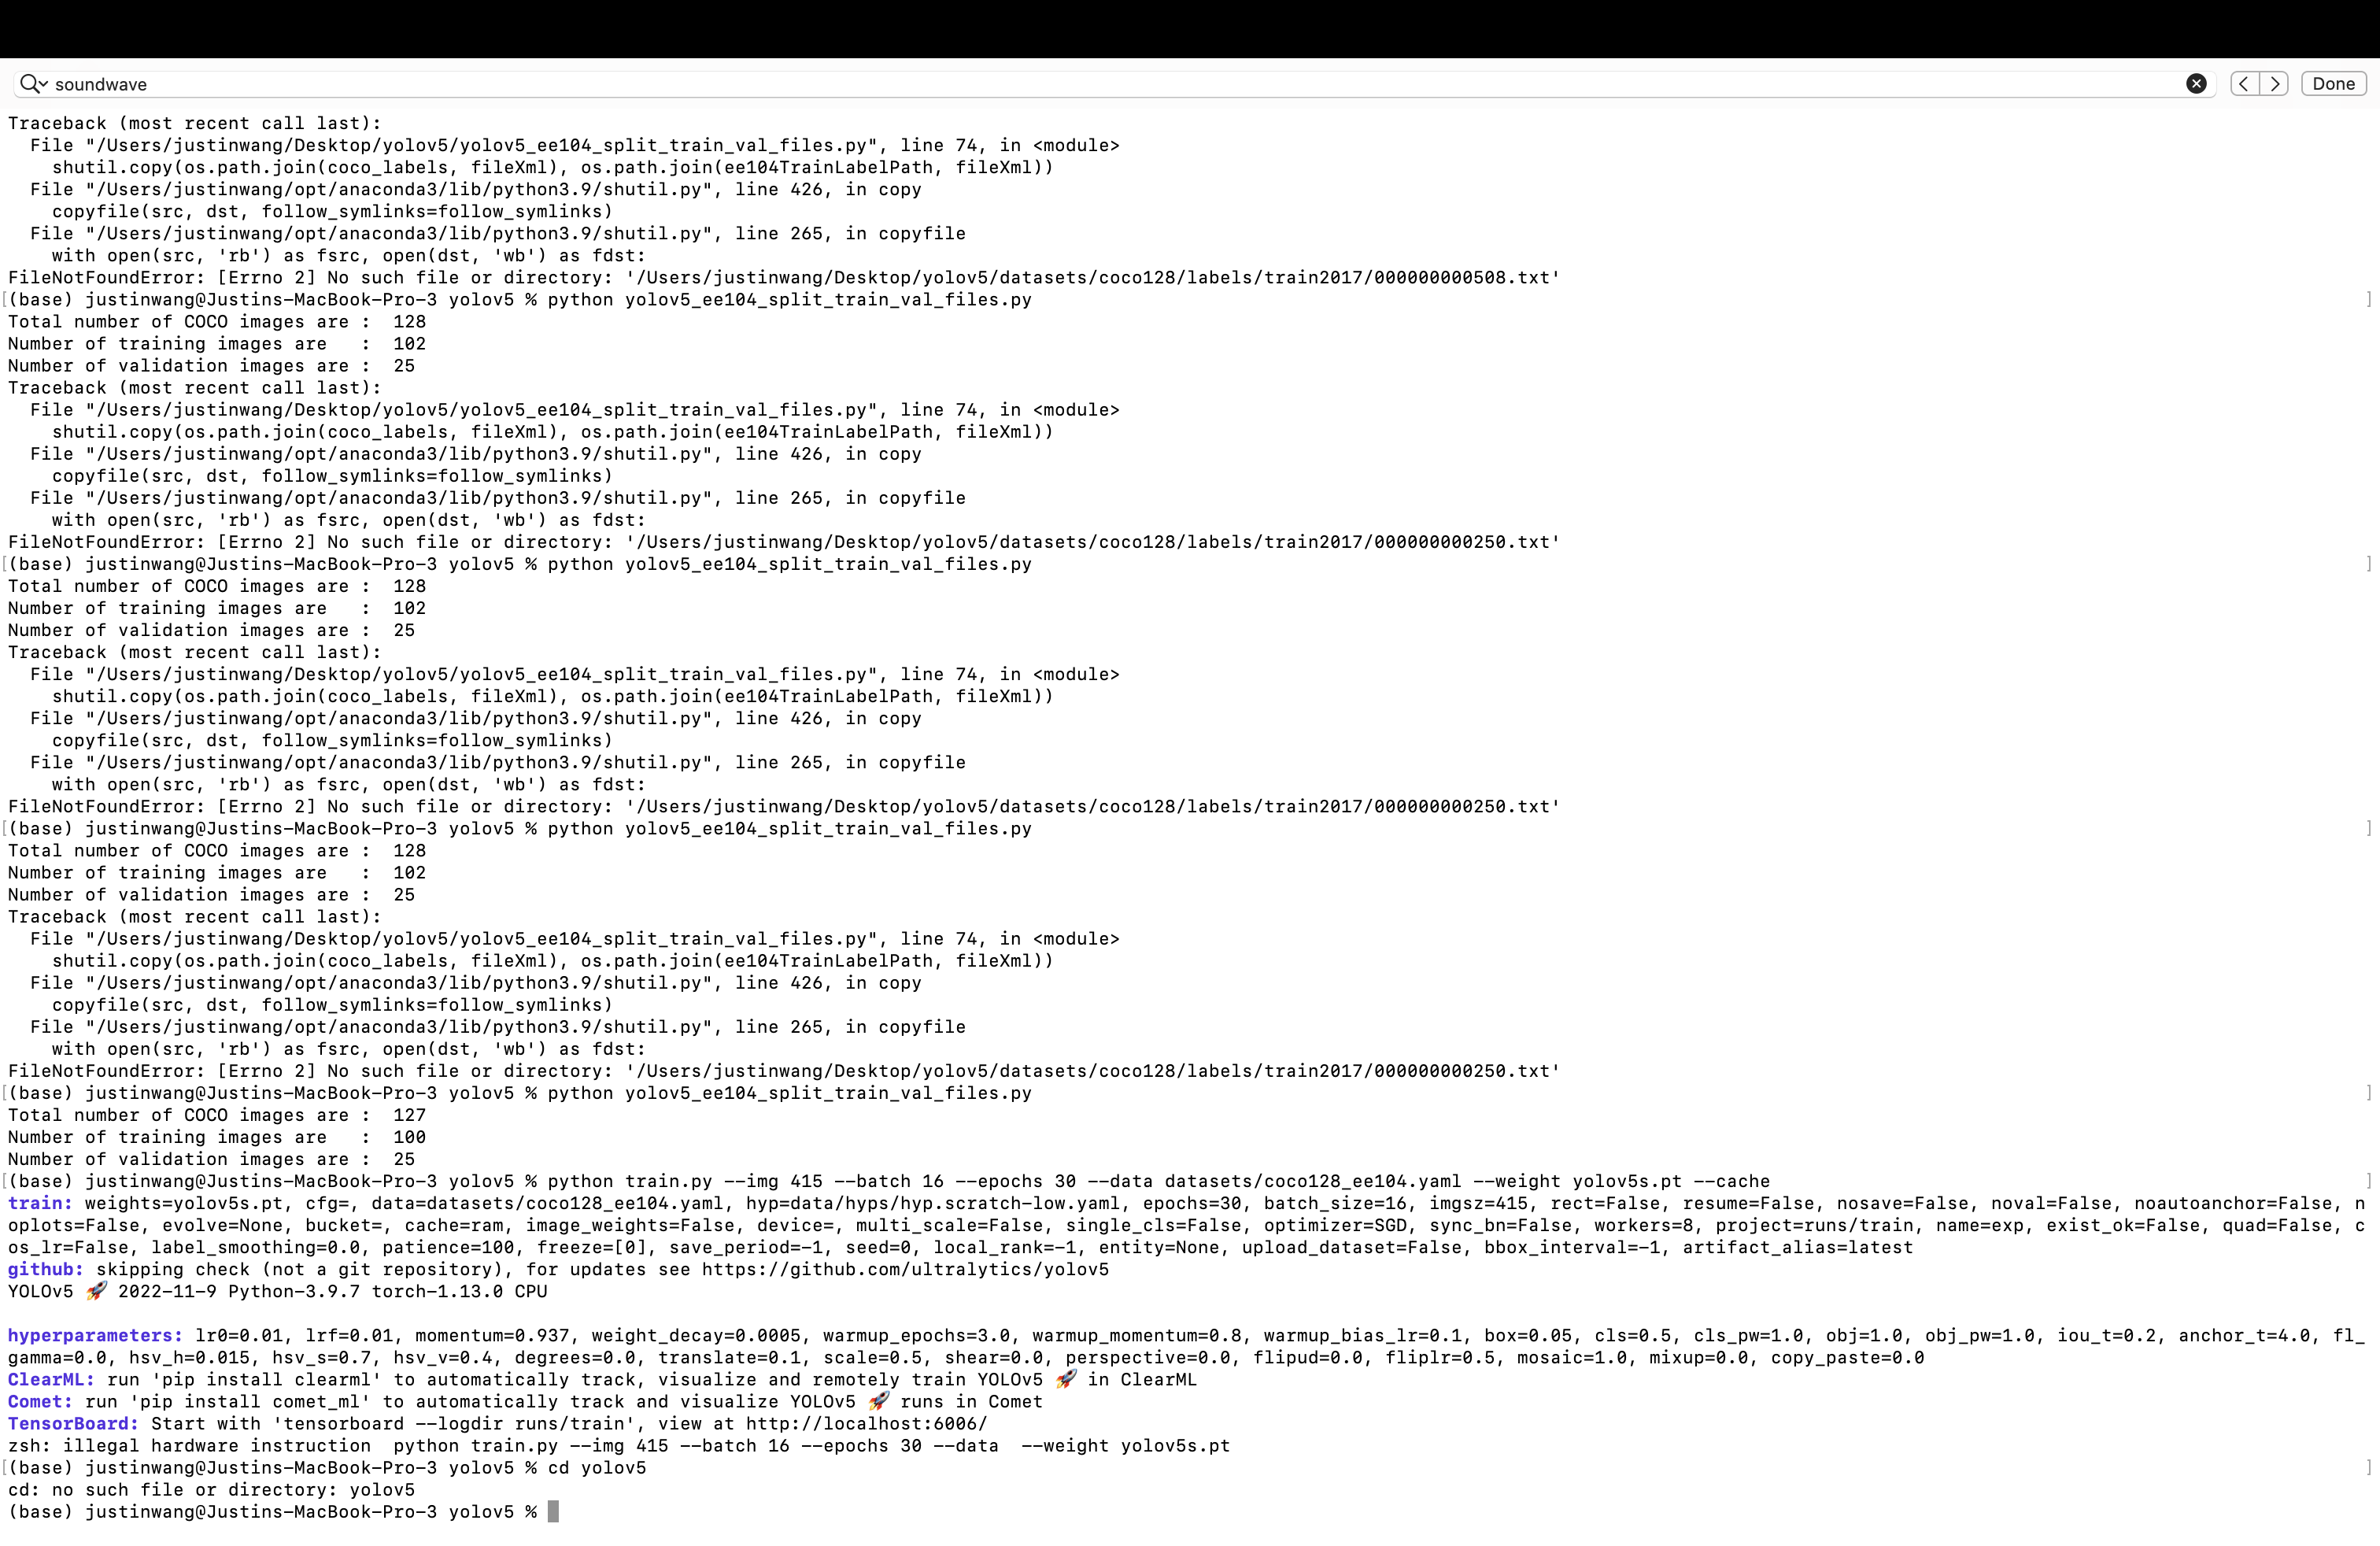 soundwave
Done
Traceback (most recent call last):
  File "/Users/justinwang/Desktop/yolov5/yolov5_ee104_split_train_val_files.py", line 74, in <module>
    shutil.copy(os.path.join(coco_labels, fileXml), os.path.join(ee104TrainLabelPath, fileXml))
  File "/Users/justinwang/opt/anaconda3/lib/python3.9/shutil.py", line 426, in copy
    copyfile(src, dst, follow_symlinks=follow_symlinks)
  File "/Users/justinwang/opt/anaconda3/lib/python3.9/shutil.py", line 265, in copyfile
    with open(src, 'rb') as fsrc, open(dst, 'wb') as fdst:
FileNotFoundError: [Errno 2] No such file or directory: '/Users/justinwang/Desktop/yolov5/datasets/coco128/labels/train2017/000000000508.txt'
[(base) justinwang@Justins-MacBook-Pro-3 yolov5 % python yolov5_ee104_split_train_val_files.py ]
Total number of COCO images are :  128
Number of training images are   :  102
Number of validation images are :  25
Traceback (most recent call last):
  File "/Users/justinwang/Desktop/yolov5/yolov5_ee104_split_train_val_files.py", line 74, in <module>
    shutil.copy(os.path.join(coco_labels, fileXml), os.path.join(ee104TrainLabelPath, fileXml))
  File "/Users/justinwang/opt/anaconda3/lib/python3.9/shutil.py", line 426, in copy
    copyfile(src, dst, follow_symlinks=follow_symlinks)
  File "/Users/justinwang/opt/anaconda3/lib/python3.9/shutil.py", line 265, in copyfile
    with open(src, 'rb') as fsrc, open(dst, 'wb') as fdst:
FileNotFoundError: [Errno 2] No such file or directory: '/Users/justinwang/Desktop/yolov5/datasets/coco128/labels/train2017/000000000250.txt'
[(base) justinwang@Justins-MacBook-Pro-3 yolov5 % python yolov5_ee104_split_train_val_files.py ]
Total number of COCO images are :  128
Number of training images are   :  102
Number of validation images are :  25
Traceback (most recent call last):
  File "/Users/justinwang/Desktop/yolov5/yolov5_ee104_split_train_val_files.py", line 74, in <module>
    shutil.copy(os.path.join(coco_labels, fileXml), os.path.join(ee104TrainLabelPath, fileXml))
  File "/Users/justinwang/opt/anaconda3/lib/python3.9/shutil.py", line 426, in copy
    copyfile(src, dst, follow_symlinks=follow_symlinks)
  File "/Users/justinwang/opt/anaconda3/lib/python3.9/shutil.py", line 265, in copyfile
    with open(src, 'rb') as fsrc, open(dst, 'wb') as fdst:
FileNotFoundError: [Errno 2] No such file or directory: '/Users/justinwang/Desktop/yolov5/datasets/coco128/labels/train2017/000000000250.txt'
[(base) justinwang@Justins-MacBook-Pro-3 yolov5 % python yolov5_ee104_split_train_val_files.py ]
Total number of COCO images are :  128
Number of training images are   :  102
Number of validation images are :  25
Traceback (most recent call last):
  File "/Users/justinwang/Desktop/yolov5/yolov5_ee104_split_train_val_files.py", line 74, in <module>
    shutil.copy(os.path.join(coco_labels, fileXml), os.path.join(ee104TrainLabelPath, fileXml))
  File "/Users/justinwang/opt/anaconda3/lib/python3.9/shutil.py", line 426, in copy
    copyfile(src, dst, follow_symlinks=follow_symlinks)
  File "/Users/justinwang/opt/anaconda3/lib/python3.9/shutil.py", line 265, in copyfile
    with open(src, 'rb') as fsrc, open(dst, 'wb') as fdst:
FileNotFoundError: [Errno 2] No such file or directory: '/Users/justinwang/Desktop/yolov5/datasets/coco128/labels/train2017/000000000250.txt'
[(base) justinwang@Justins-MacBook-Pro-3 yolov5 % python yolov5_ee104_split_train_val_files.py ]
Total number of COCO images are :  127
Number of training images are   :  100
Number of validation images are :  25
[(base) justinwang@Justins-MacBook-Pro-3 yolov5 % python train.py --img 415 --batch 16 --epochs 30 --data datasets/coco128_ee104.yaml --weight yolov5s.pt --cache ]
train: weights=yolov5s.pt, cfg=, data=datasets/coco128_ee104.yaml, hyp=data/hyps/hyp.scratch-low.yaml, epochs=30, batch_size=16, imgsz=415, rect=False, resume=False, nosave=False, noval=False, noautoanchor=False, n
oplots=False, evolve=None, bucket=, cache=ram, image_weights=False, device=, multi_scale=False, single_cls=False, optimizer=SGD, sync_bn=False, workers=8, project=runs/train, name=exp, exist_ok=False, quad=False, c
os_lr=False, label_smoothing=0.0, patience=100, freeze=[0], save_period=-1, seed=0, local_rank=-1, entity=None, upload_dataset=False, bbox_interval=-1, artifact_alias=latest
github: skipping check (not a git repository), for updates see https://github.com/ultralytics/yolov5
YOLOv5 🚀 2022-11-9 Python-3.9.7 torch-1.13.0 CPU
hyperparameters: lr0=0.01, lrf=0.01, momentum=0.937, weight_decay=0.0005, warmup_epochs=3.0, warmup_momentum=0.8, warmup_bias_lr=0.1, box=0.05, cls=0.5, cls_pw=1.0, obj=1.0, obj_pw=1.0, iou_t=0.2, anchor_t=4.0, fl_
gamma=0.0, hsv_h=0.015, hsv_s=0.7, hsv_v=0.4, degrees=0.0, translate=0.1, scale=0.5, shear=0.0, perspective=0.0, flipud=0.0, fliplr=0.5, mosaic=1.0, mixup=0.0, copy_paste=0.0
ClearML: run 'pip install clearml' to automatically track, visualize and remotely train YOLOv5 🚀 in ClearML
Comet: run 'pip install comet_ml' to automatically track and visualize YOLOv5 🚀 runs in Comet
TensorBoard: Start with 'tensorboard --logdir runs/train', view at http://localhost:6006/
zsh: illegal hardware instruction  python train.py --img 415 --batch 16 --epochs 30 --data  --weight yolov5s.pt
[(base) justinwang@Justins-MacBook-Pro-3 yolov5 % cd yolov5 ]
cd: no such file or directory: yolov5
(base) justinwang@Justins-MacBook-Pro-3 yolov5 %